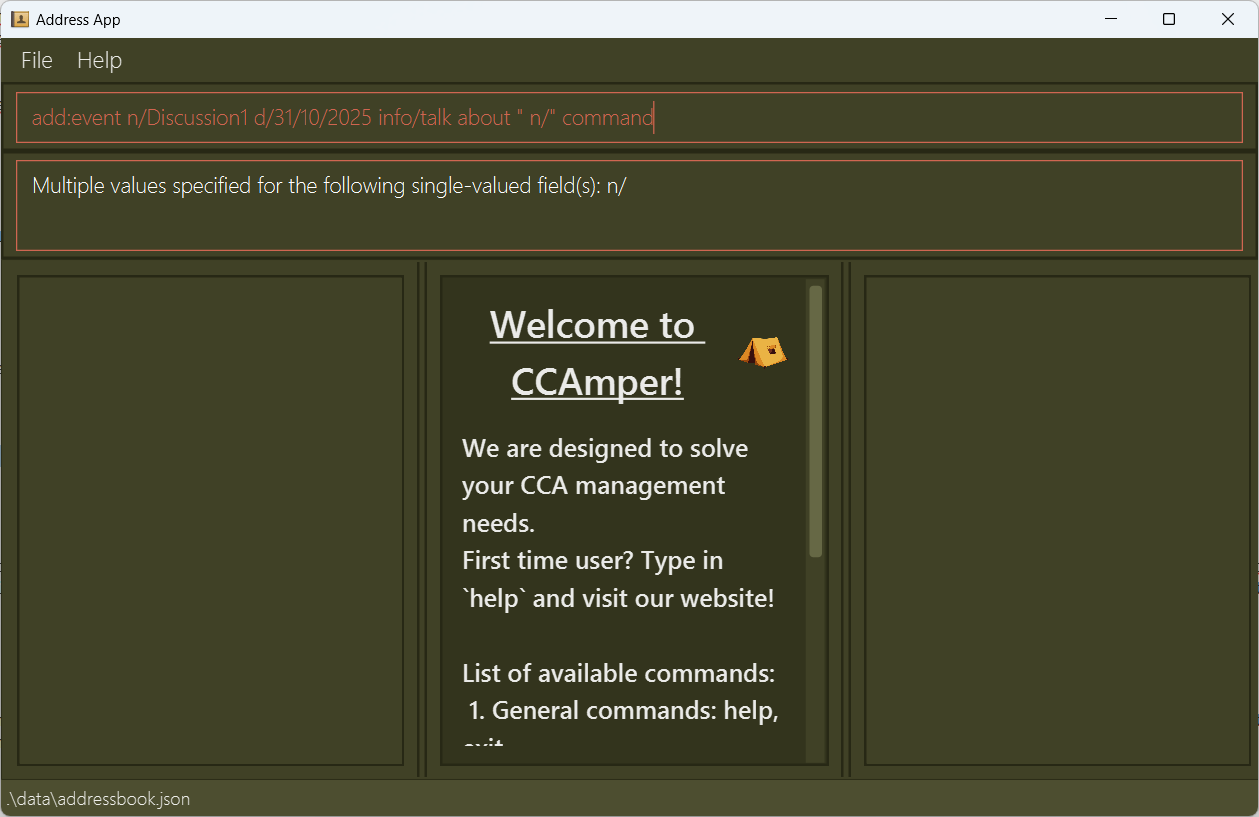 Address App
File Help
add:event n/Discussion1 d/31/10/2025 info/talk about " n/" command
Multiple values specified for the following single-valued field(s): n/
Welcome to
CCAmper!
We are designed to solve
your CCA management
needs.
First time user? Type in
`help` and visit our website!
List of available commands:
1. General commands: help,
exit
.\data\addressbook.json